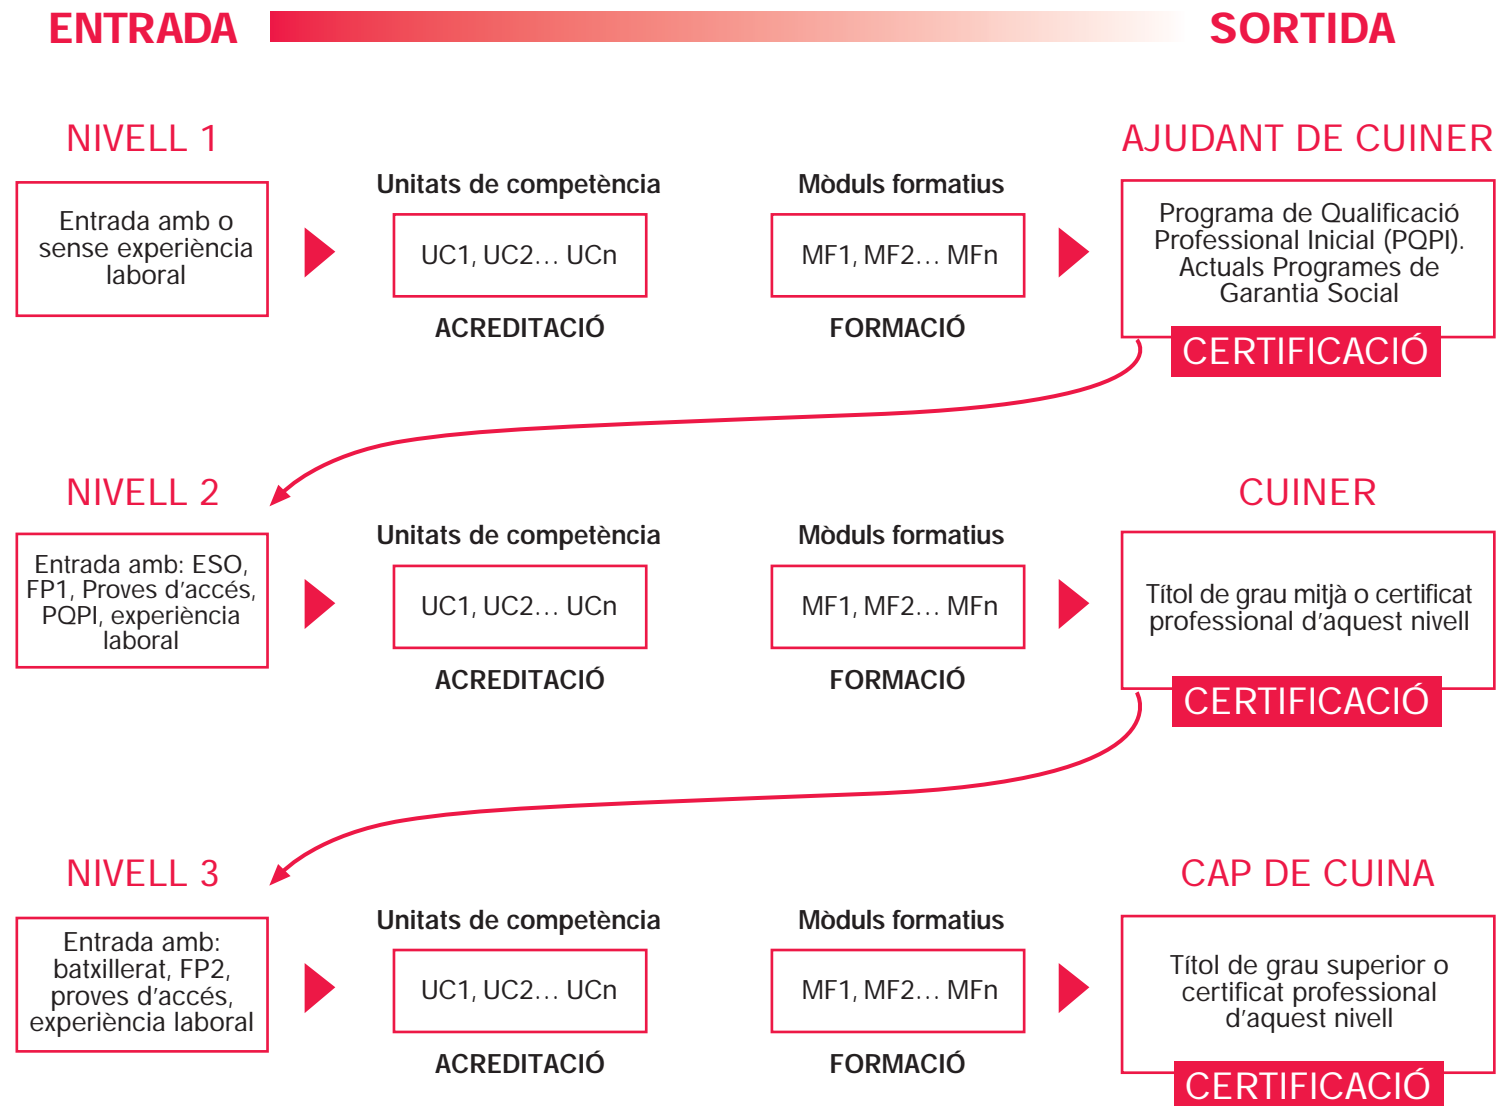 ENTRADA
SORTIDA
NIVELL 1
AJUDANT DE CUINER
Entrada amb o
sense experiència
laboral
Unitats de competència
UC1, UC2… UCn
ACREDITACIÓ
Mòduls formatius
MF1, MF2… MFn
FORMACIÓ
Programa de Qualificació
Professional Inicial (PQPI).
Actuals Programes de
Garantia Social
CERTIFICACIÓ
NIVELL 2
CUINER
Entrada amb: ESO,
FP1, Proves d'accés,
PQPI, experiència
laboral
Unitats de competència
UC1, UC2… UCn
ACREDITACIÓ
Mòduls formatius
MF1, MF2… MFn
FORMACIÓ
Títol de grau mitjà o certificat
professional d'aquest nivell
CERTIFICACIÓ
NIVELL 3
CAP DE CUINA
Entrada amb:
batxillerat, FP2,
proves d'accés,
experiència laboral
Unitats de competència
UC1, UC2… UCn
ACREDITACIÓ
Mòduls formatius
MF1, MF2… MFn
FORMACIÓ
Títol de grau superior o
certificat professional
d'aquest nivell
CERTIFICACIÓ